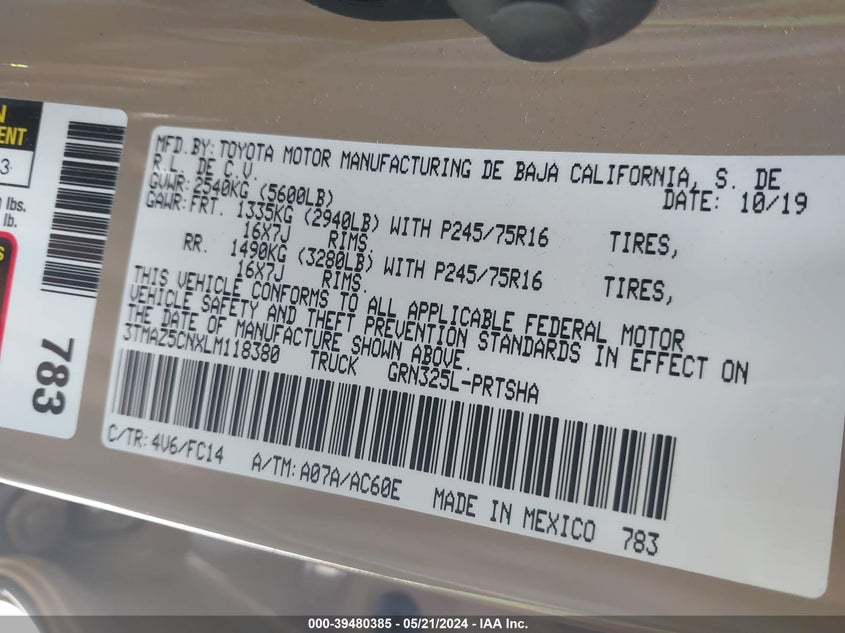 N
ENT
3
lbs.
lb.
S
783
MFD.BY: TOYOTA MOTOR MANUFACTURING DE BAJA CALIFORNIA, S. DE
R.L. DE C.V. DATE: 10/19
GVWR: 2540KG (5600LB)
GAWR: FRT. 1335KG (2940LB) WITH P245/75R16 TIRES,
16X7J RIMS.
RR. 1490KG (3280LB) WITH P245/75R16 TIRES,
16X7J RIMS.
THIS VEHICLE CONFORMS TO ALL APPLICABLE FEDERAL MOTOR
VEHICLE SAFETY AND THEFT PREVENTION STANDARDS IN EFFECT ON
THE DATE OF MANUFACTURE SHOWN ABOVE.
3TMAZ5CNXLM118380 TRUCK GRN325L-PRTSHA
C/TR: 4V6/FC14 A/TM: A07A/AC60E MADE IN MEXICO 783
000-39480385 - 05/21/2024 - IAA Inc.